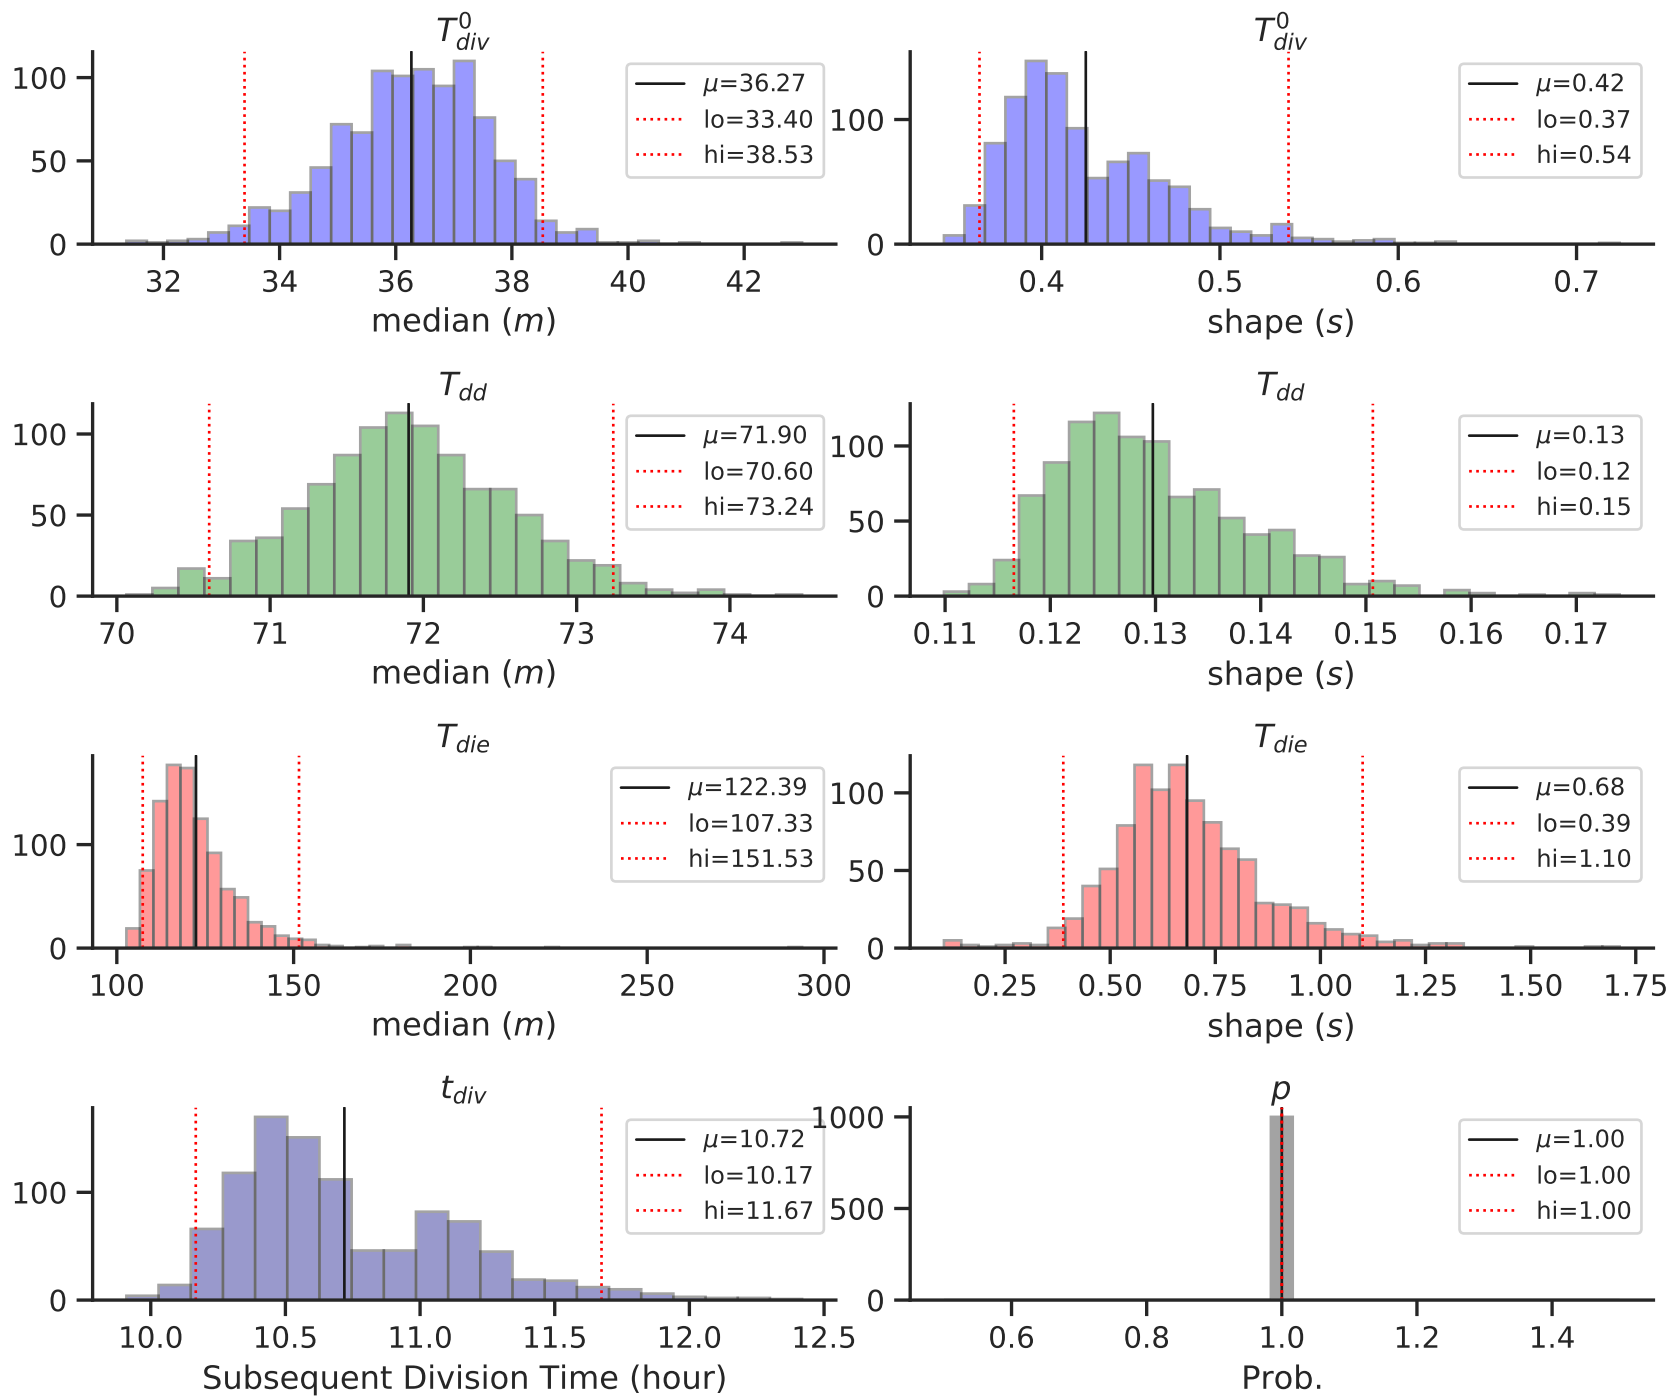 T⁰div
100
50
0
32 34 36 38 40 42
median (m)
μ=36.27
lo=33.40
hi=38.53
T⁰div
100
0
0.4 0.5 0.6 0.7
shape (s)
μ=0.42
lo=0.37
hi=0.54
Tdd
100
50
0
70 71 72 73 74
median (m)
μ=71.90
lo=70.60
hi=73.24
Tdd
100
50
0
0.11 0.12 0.13 0.14 0.15 0.16 0.17
shape (s)
μ=0.13
lo=0.12
hi=0.15
Tdie
100
0
100 150 200 250 300
median (m)
μ=122.39
lo=107.33
hi=151.53
Tdie
100
50
0
0.25 0.50 0.75 1.00 1.25 1.50 1.75
shape (s)
μ=0.68
lo=0.39
hi=1.10
tdiv
100
0
10.0 10.5 11.0 11.5 12.0 12.5
Subsequent Division Time (hour)
μ=10.72
lo=10.17
hi=11.67
p
1000
500
0
0.6 0.8 1.0 1.2 1.4
Prob.
μ=1.00
lo=1.00
hi=1.00